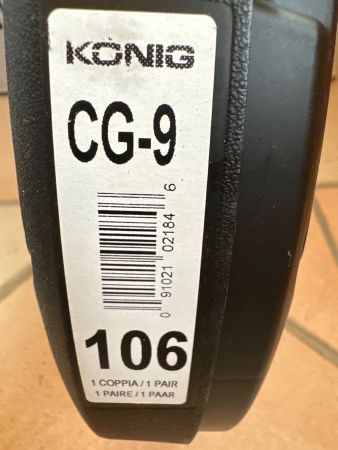 KÖNIG
CG-9
0 91021 02184 6
106
1 COPPIA / 1 PAIR
1 PAIRE / 1 PAAR